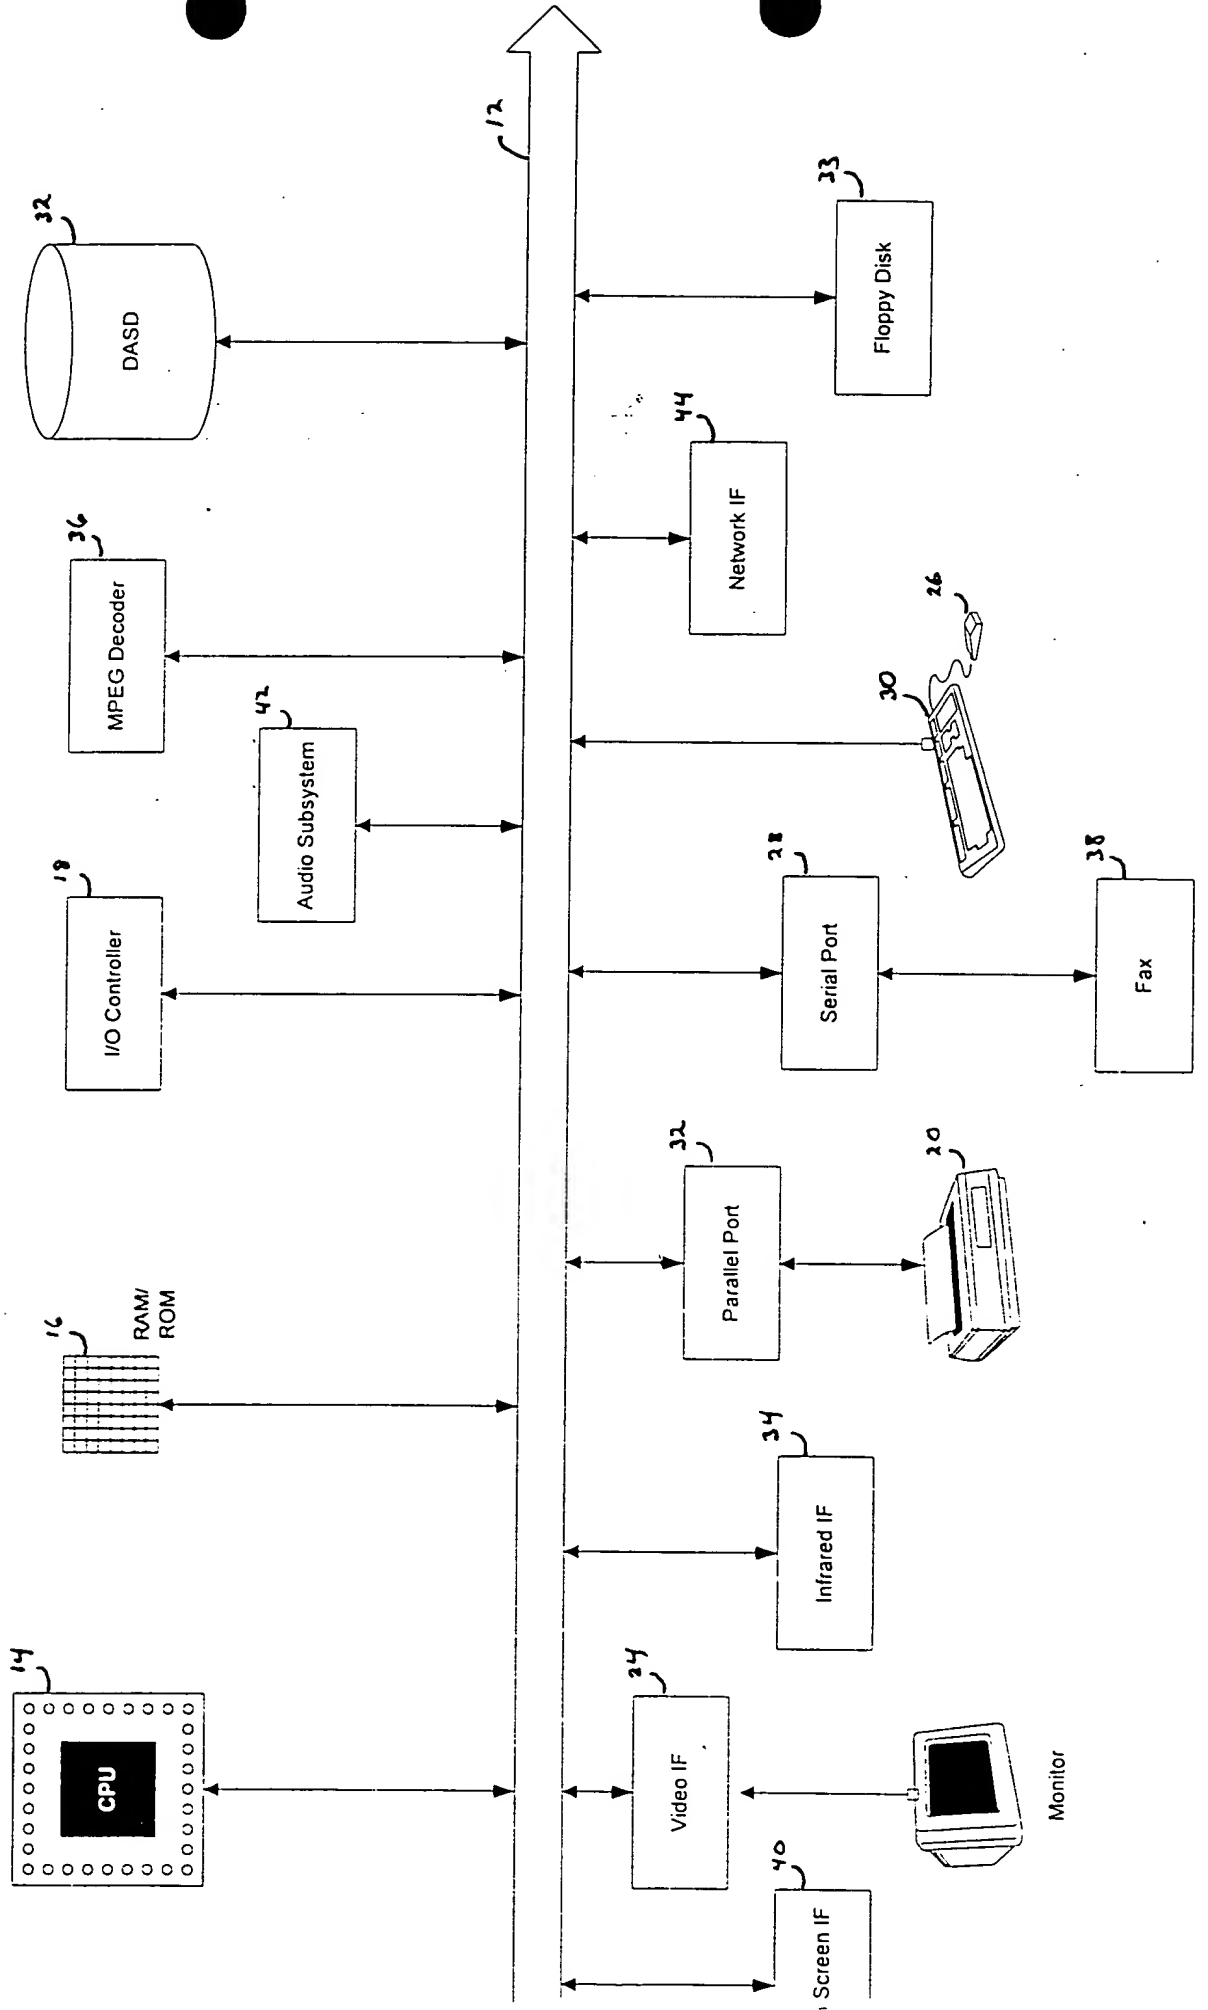 14
CPU
16
RAM/
ROM
18
I/O Controller
36
MPEG Decoder
32
DASD
42
Audio Subsystem
12
40
Screen IF
24
Video IF
Monitor
34
Infrared IF
32
Parallel Port
20
28
Serial Port
38
Fax
30
26
44
Network IF
33
Floppy Disk